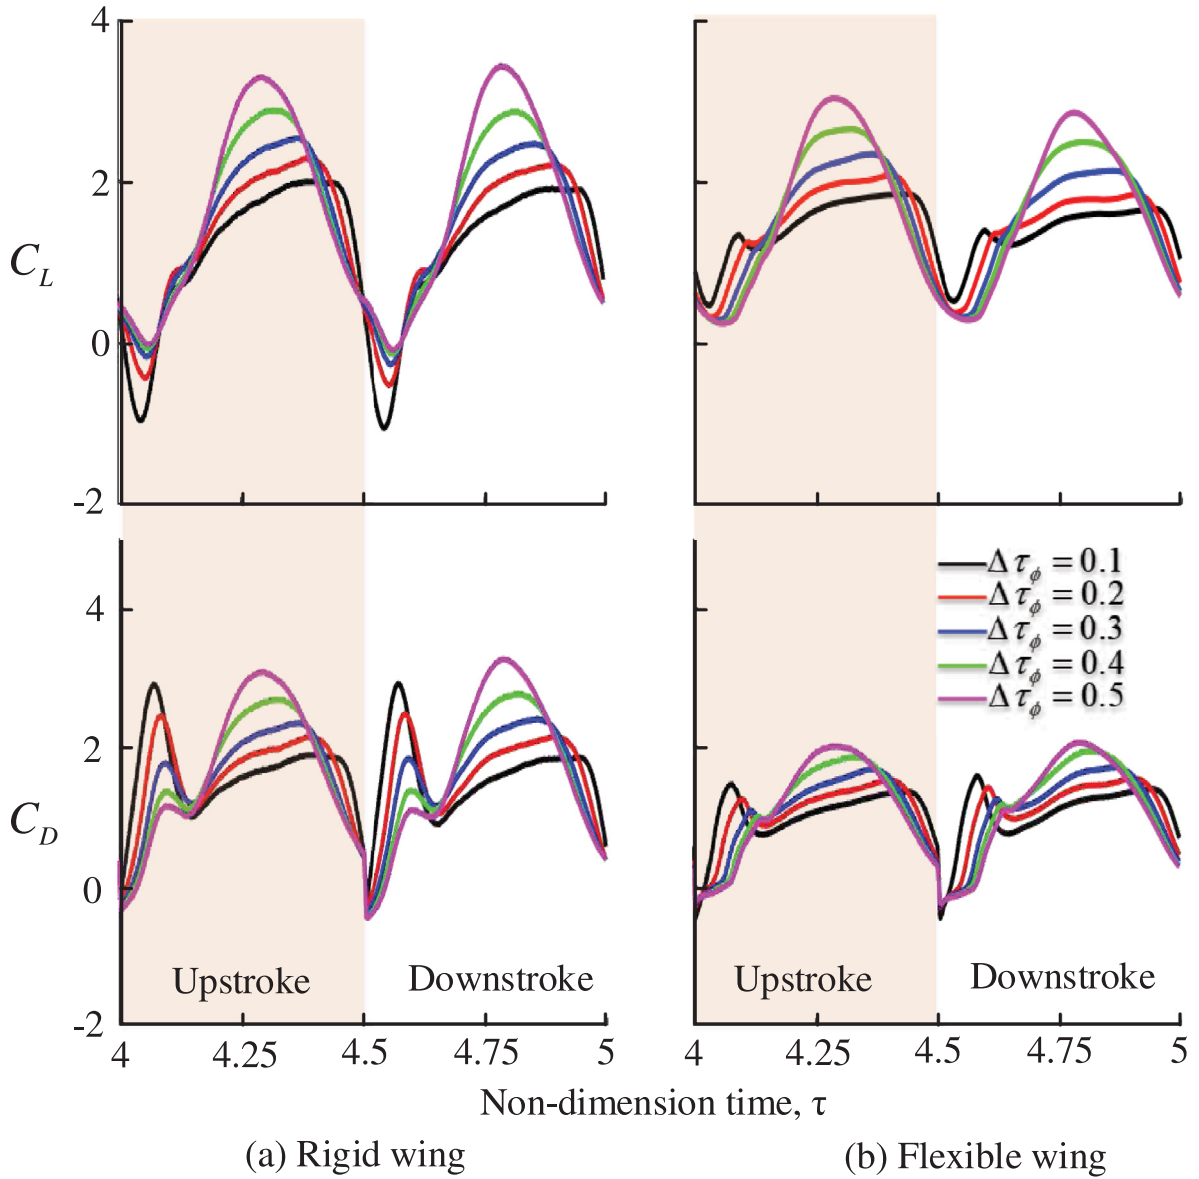 4
2
C_L
0
-2
4
2
C_D
0
-2
Δτ_ϕ = 0.1
Δτ_ϕ = 0.2
Δτ_ϕ = 0.3
Δτ_ϕ = 0.4
Δτ_ϕ = 0.5
Upstroke Downstroke Upstroke Downstroke
4 4.25 4.5 4.75 5 4 4.25 4.5 4.75 5
Non-dimension time, τ
(a) Rigid wing (b) Flexible wing